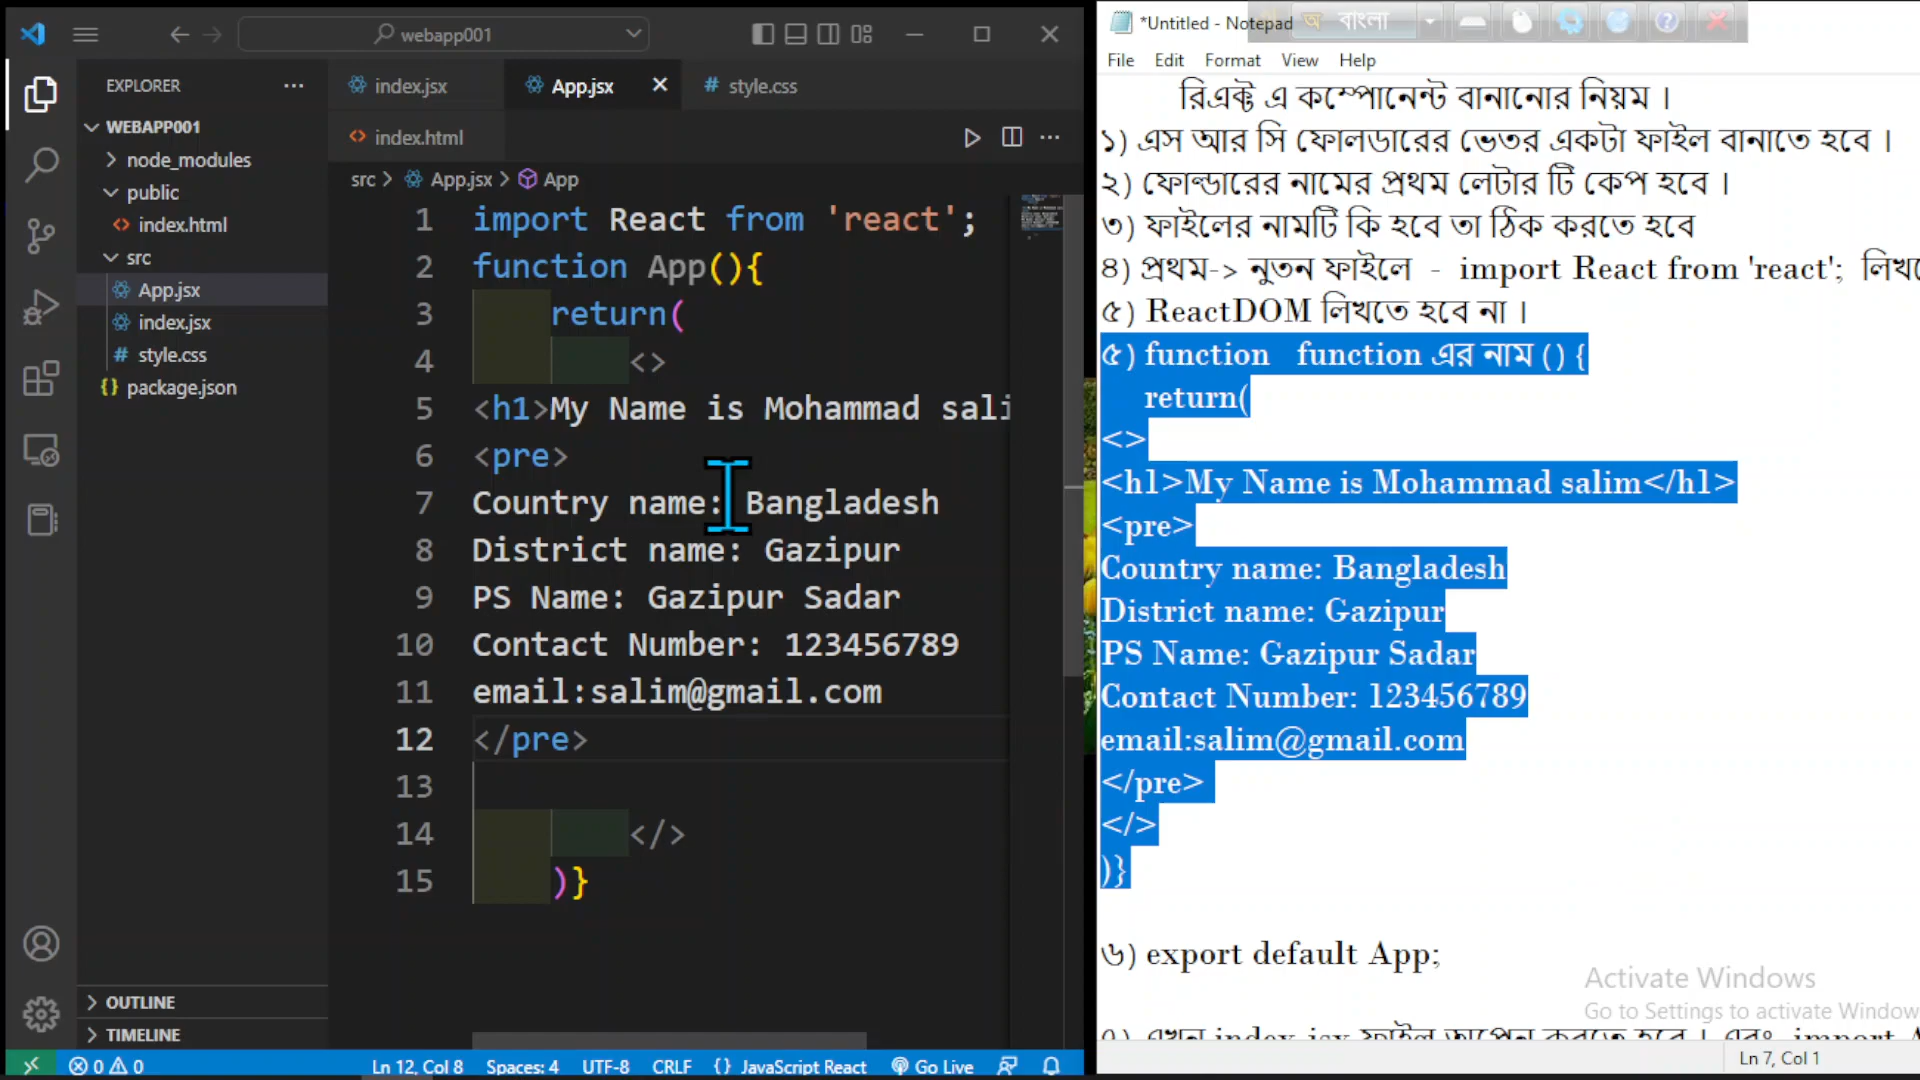 webapp001
EXPLORER
WEBAPP001
node_modules
public
index.html
src
App.jsx
index.jsx
style.css
package.json
OUTLINE
TIMELINE
index.jsx
App.jsx
style.css
index.html
src > App.jsx > App
1 import React from 'react';
2 function App(){
3 return(
4 <>
5 <h1>My Name is Mohammad sali
6 <pre>
7 Country name: Bangladesh
8 District name: Gazipur
9 PS Name: Gazipur Sadar
10 Contact Number: 123456789
11 email:salim@gmail.com
12 </pre>
13
14 </>
15 )}
0 0 Ln 12, Col 8 Spaces: 4 UTF-8 CRLF {} JavaScript React Go Live
*Untitled - Notepad
অ বাংলা
File Edit Format View Help
রিএক্ট এ কম্পোনেন্ট বানানোর নিয়ম ।
১) এস আর সি ফোলডারের ভেতর একটা ফাইল বানাতে হবে ।
২) ফোল্ডারের নামের প্রথম লেটার টি কেপ হবে ।
৩) ফাইলের নামটি কি হবে তা ঠিক করতে হবে
৪) প্রথম-> নুতন ফাইলে - import React from 'react';
৫) ReactDOM লিখতে হবে না ।
৫) function function এর নাম () {
return(
<>
<h1>My Name is Mohammad salim</h1>
<pre>
Country name: Bangladesh
District name: Gazipur
PS Name: Gazipur Sadar
Contact Number: 123456789
email:salim@gmail.com
</pre>
</>
)}
৬) export default App;
Activate Windows
Go to Settings to activate Window
Ln 7, Col 1